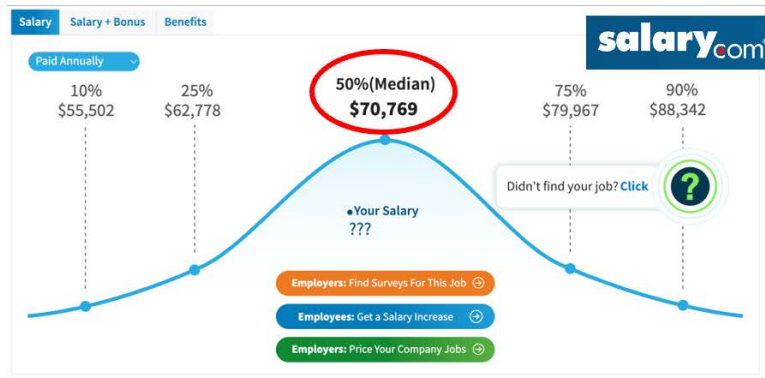 Salary
Salary + Bonus
Benefits
salary.com®
Paid Annually
10%
$55,502
25%
$62,778
50%(Median)
$70,769
75%
$79,967
90%
$88,342
Didn't find your job? Click
?
Your Salary
???
Employers: Find Surveys For This Job
Employees: Get a Salary Increase
Employers: Price Your Company Jobs